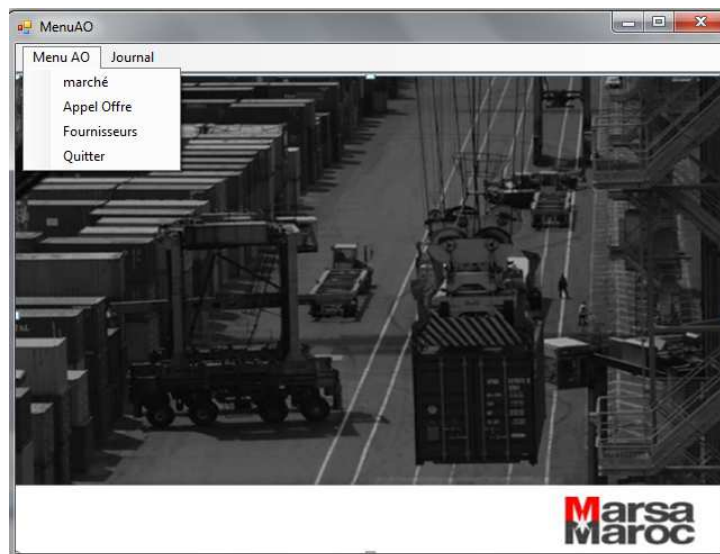 MenuAO
Menu AO Journal
marché
Appel Offre
Fournisseurs
Quitter
Marsa
Maroc